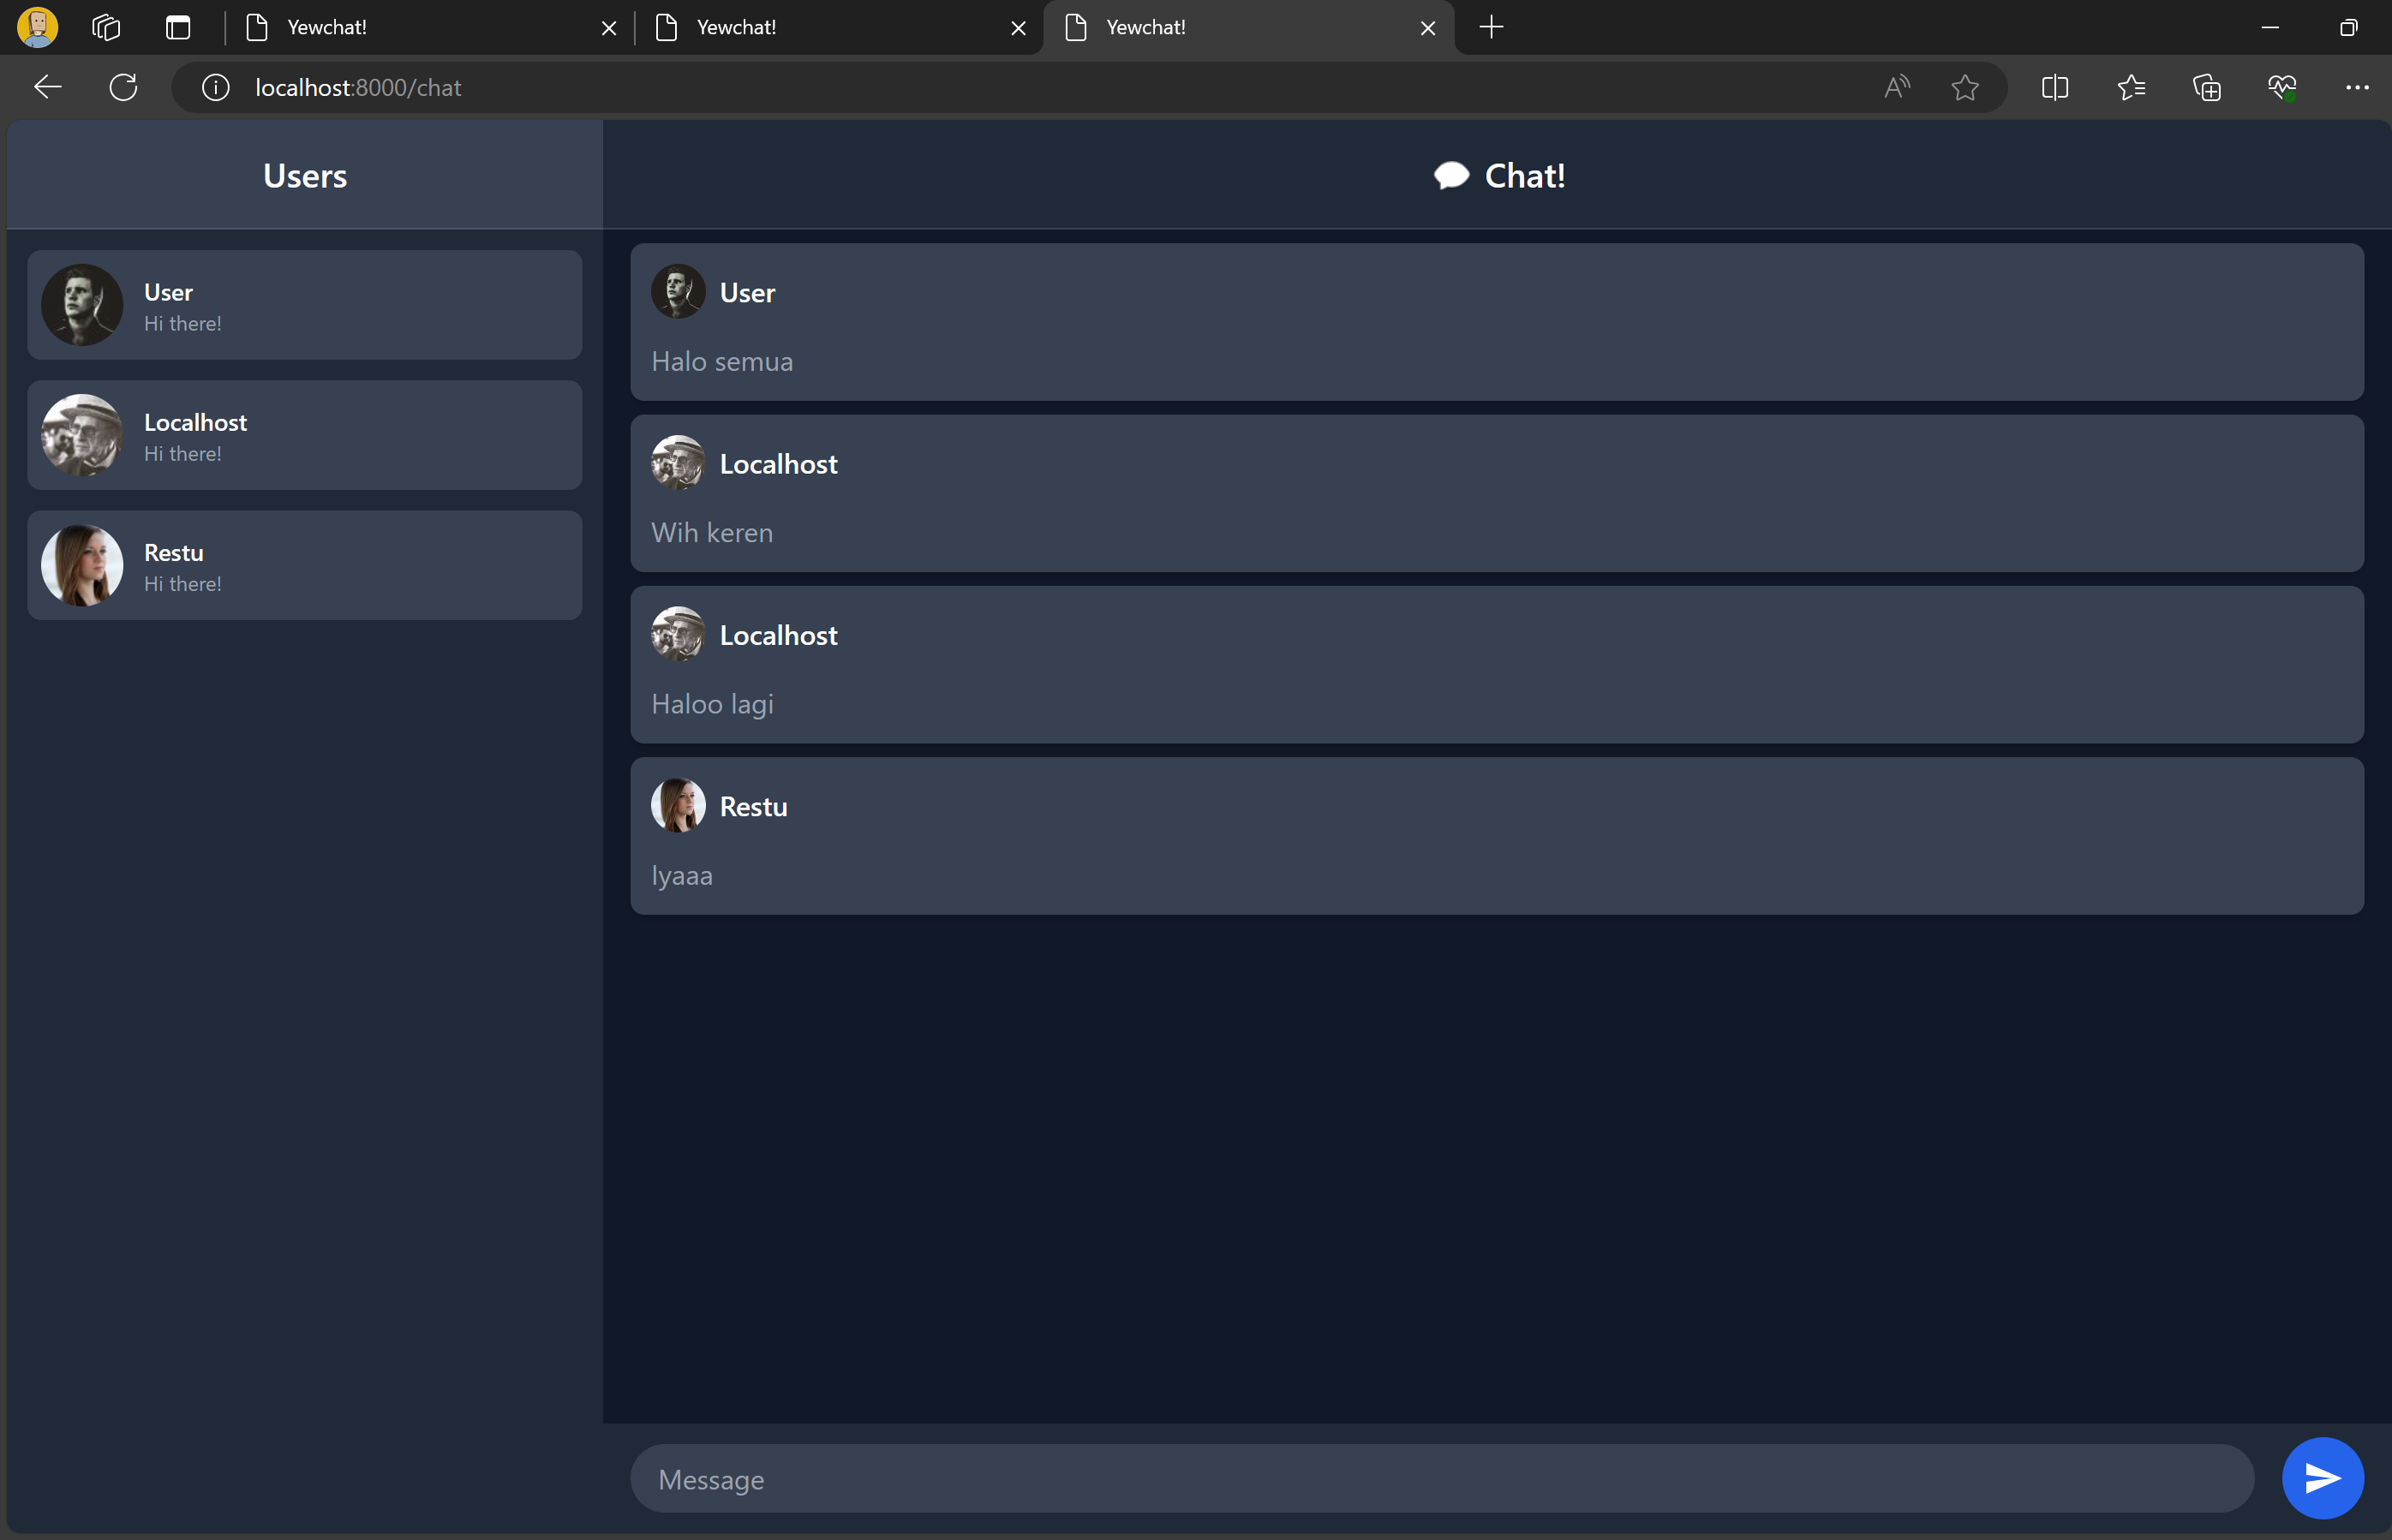 Yewchat!
Yewchat!
Yewchat!
localhost:8000/chat
Users
User
Hi there!
Localhost
Hi there!
Restu
Hi there!
Chat!
User
Halo semua
Localhost
Wih keren
Localhost
Haloo lagi
Restu
Iyaaa
Message